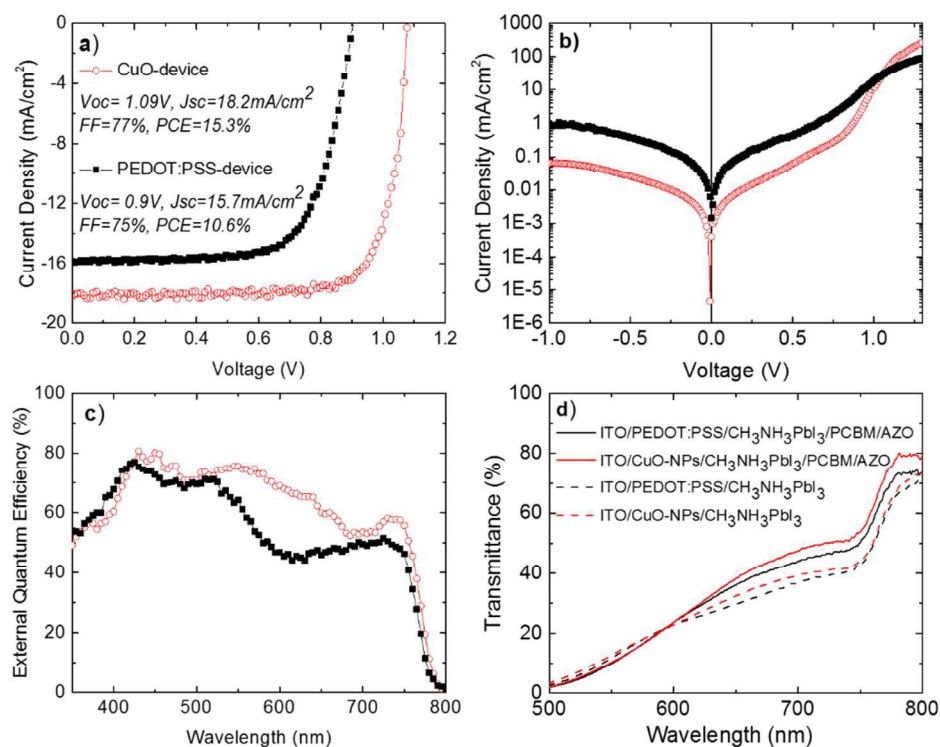 a)
CuO-device
Voc= 1.09V, Jsc=18.2mA/cm²
FF=77%, PCE=15.3%
PEDOT:PSS-device
Voc= 0.9V, Jsc=15.7mA/cm²
FF=75%, PCE=10.6%
Current Density (mA/cm²)
0
-4
-8
-12
-16
-20
0.0 0.2 0.4 0.6 0.8 1.0 1.2
Voltage (V)
b)
Current Density (mA/cm²)
1000
100
10
1
0.1
0.01
1E-3
1E-4
1E-5
1E-6
-1.0 -0.5 0.0 0.5 1.0
Voltage (V)
c)
External Quantum Efficiency (%)
100
80
60
40
20
0
400 500 600 700 800
Wavelength (nm)
d)
ITO/PEDOT:PSS/CH₃NH₃PbI₃/PCBM/AZO
ITO/CuO-NPs/CH₃NH₃PbI₃/PCBM/AZO
ITO/PEDOT:PSS/CH₃NH₃PbI₃
ITO/CuO-NPs/CH₃NH₃PbI₃
Transmittance (%)
100
80
60
40
20
0
500 600 700 800
Wavelength (nm)